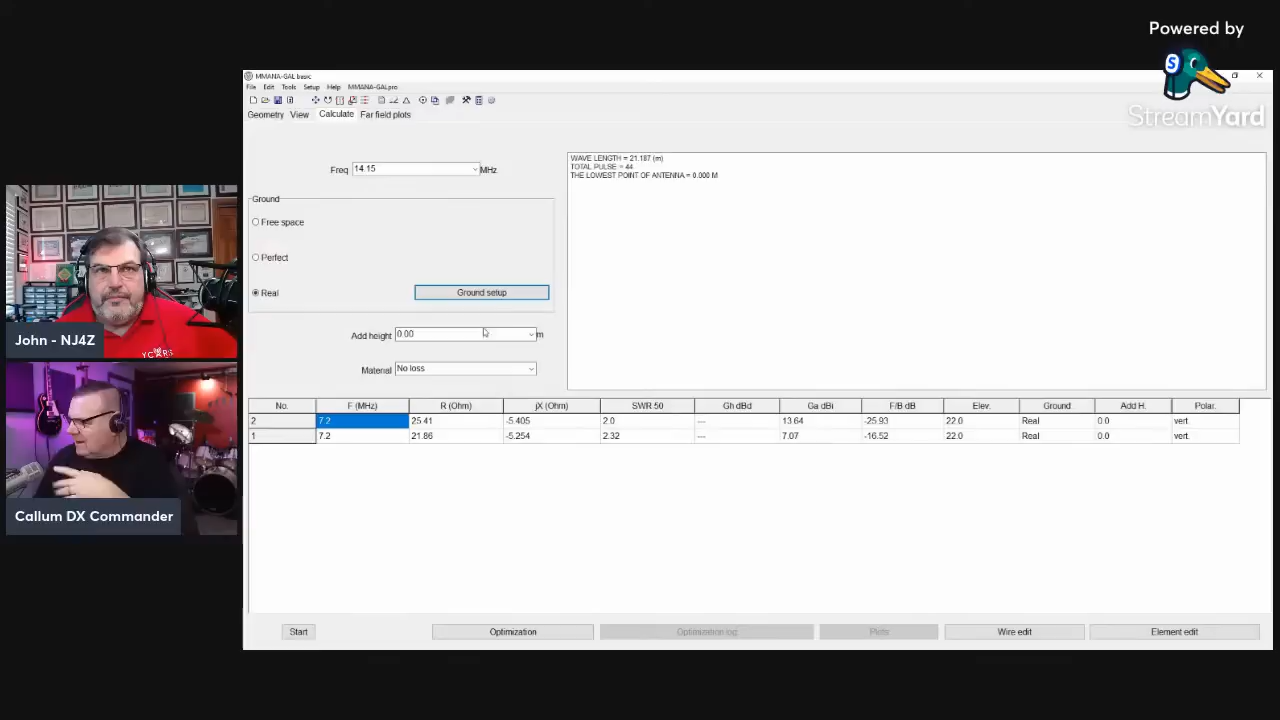 Powered by
S
StreamYard
MMANA-GAL basic
File Edit Tools Setup Help MMANA-GALpro
Geometry View Calculate Far field plots
Freq 14.15 MHz
Ground
Free space
Perfect
Real Ground setup
Add height 0.00 m
Material No loss
WAVE LENGTH = 21.187 (m)
TOTAL PULSE = 44
THE LOWEST POINT OF ANTENNA = 0.000 M
No. F (MHz) R (Ohm) jX (Ohm) SWR 50 Gh dBd Ga dBi F/B dB Elev. Ground Add H. Polar.
2 7.2 25.41 -5.405 2.0 --- 13.64 -25.93 22.0 Real 0.0 vert.
1 7.2 21.86 -5.254 2.32 --- 7.07 -16.52 22.0 Real 0.0 vert.
Start Optimization Optimization log Plots Wire edit Element edit
YCARS
John - NJ4Z
Callum DX Commander